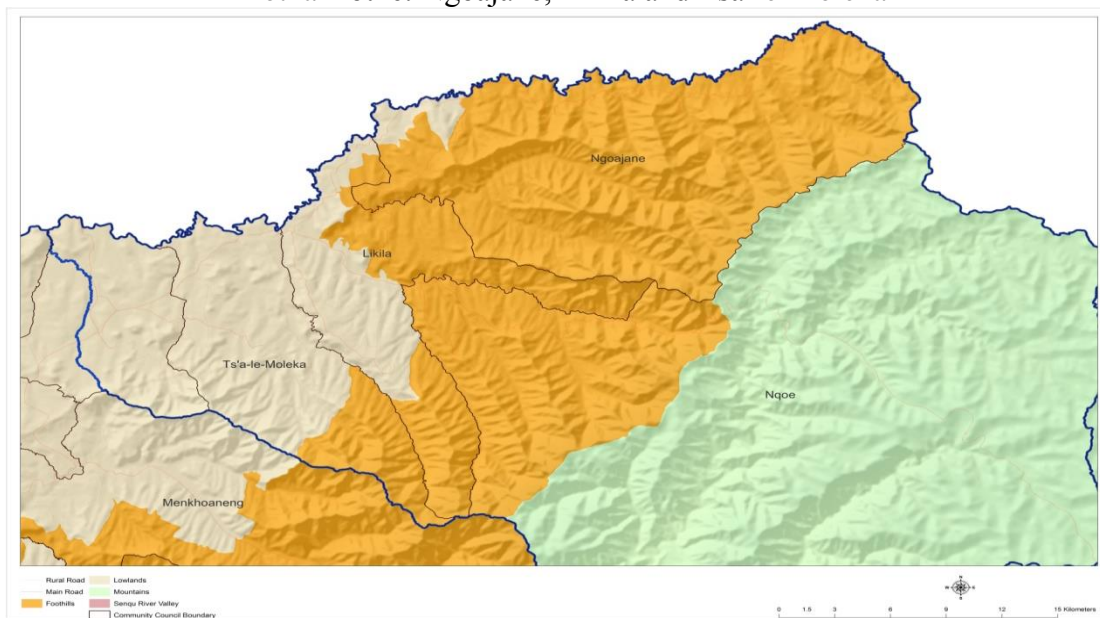 Ngoajane
Likila
Ts'a-le-Moleka
Nqoe
Menkhoaneng
Rural Road
Main Road
Foothills
Lowlands
Mountains
Senqu River Valley
Community Council Boundary
N
W E
S
0 1.5 3 6 9 12 15 Kilometers